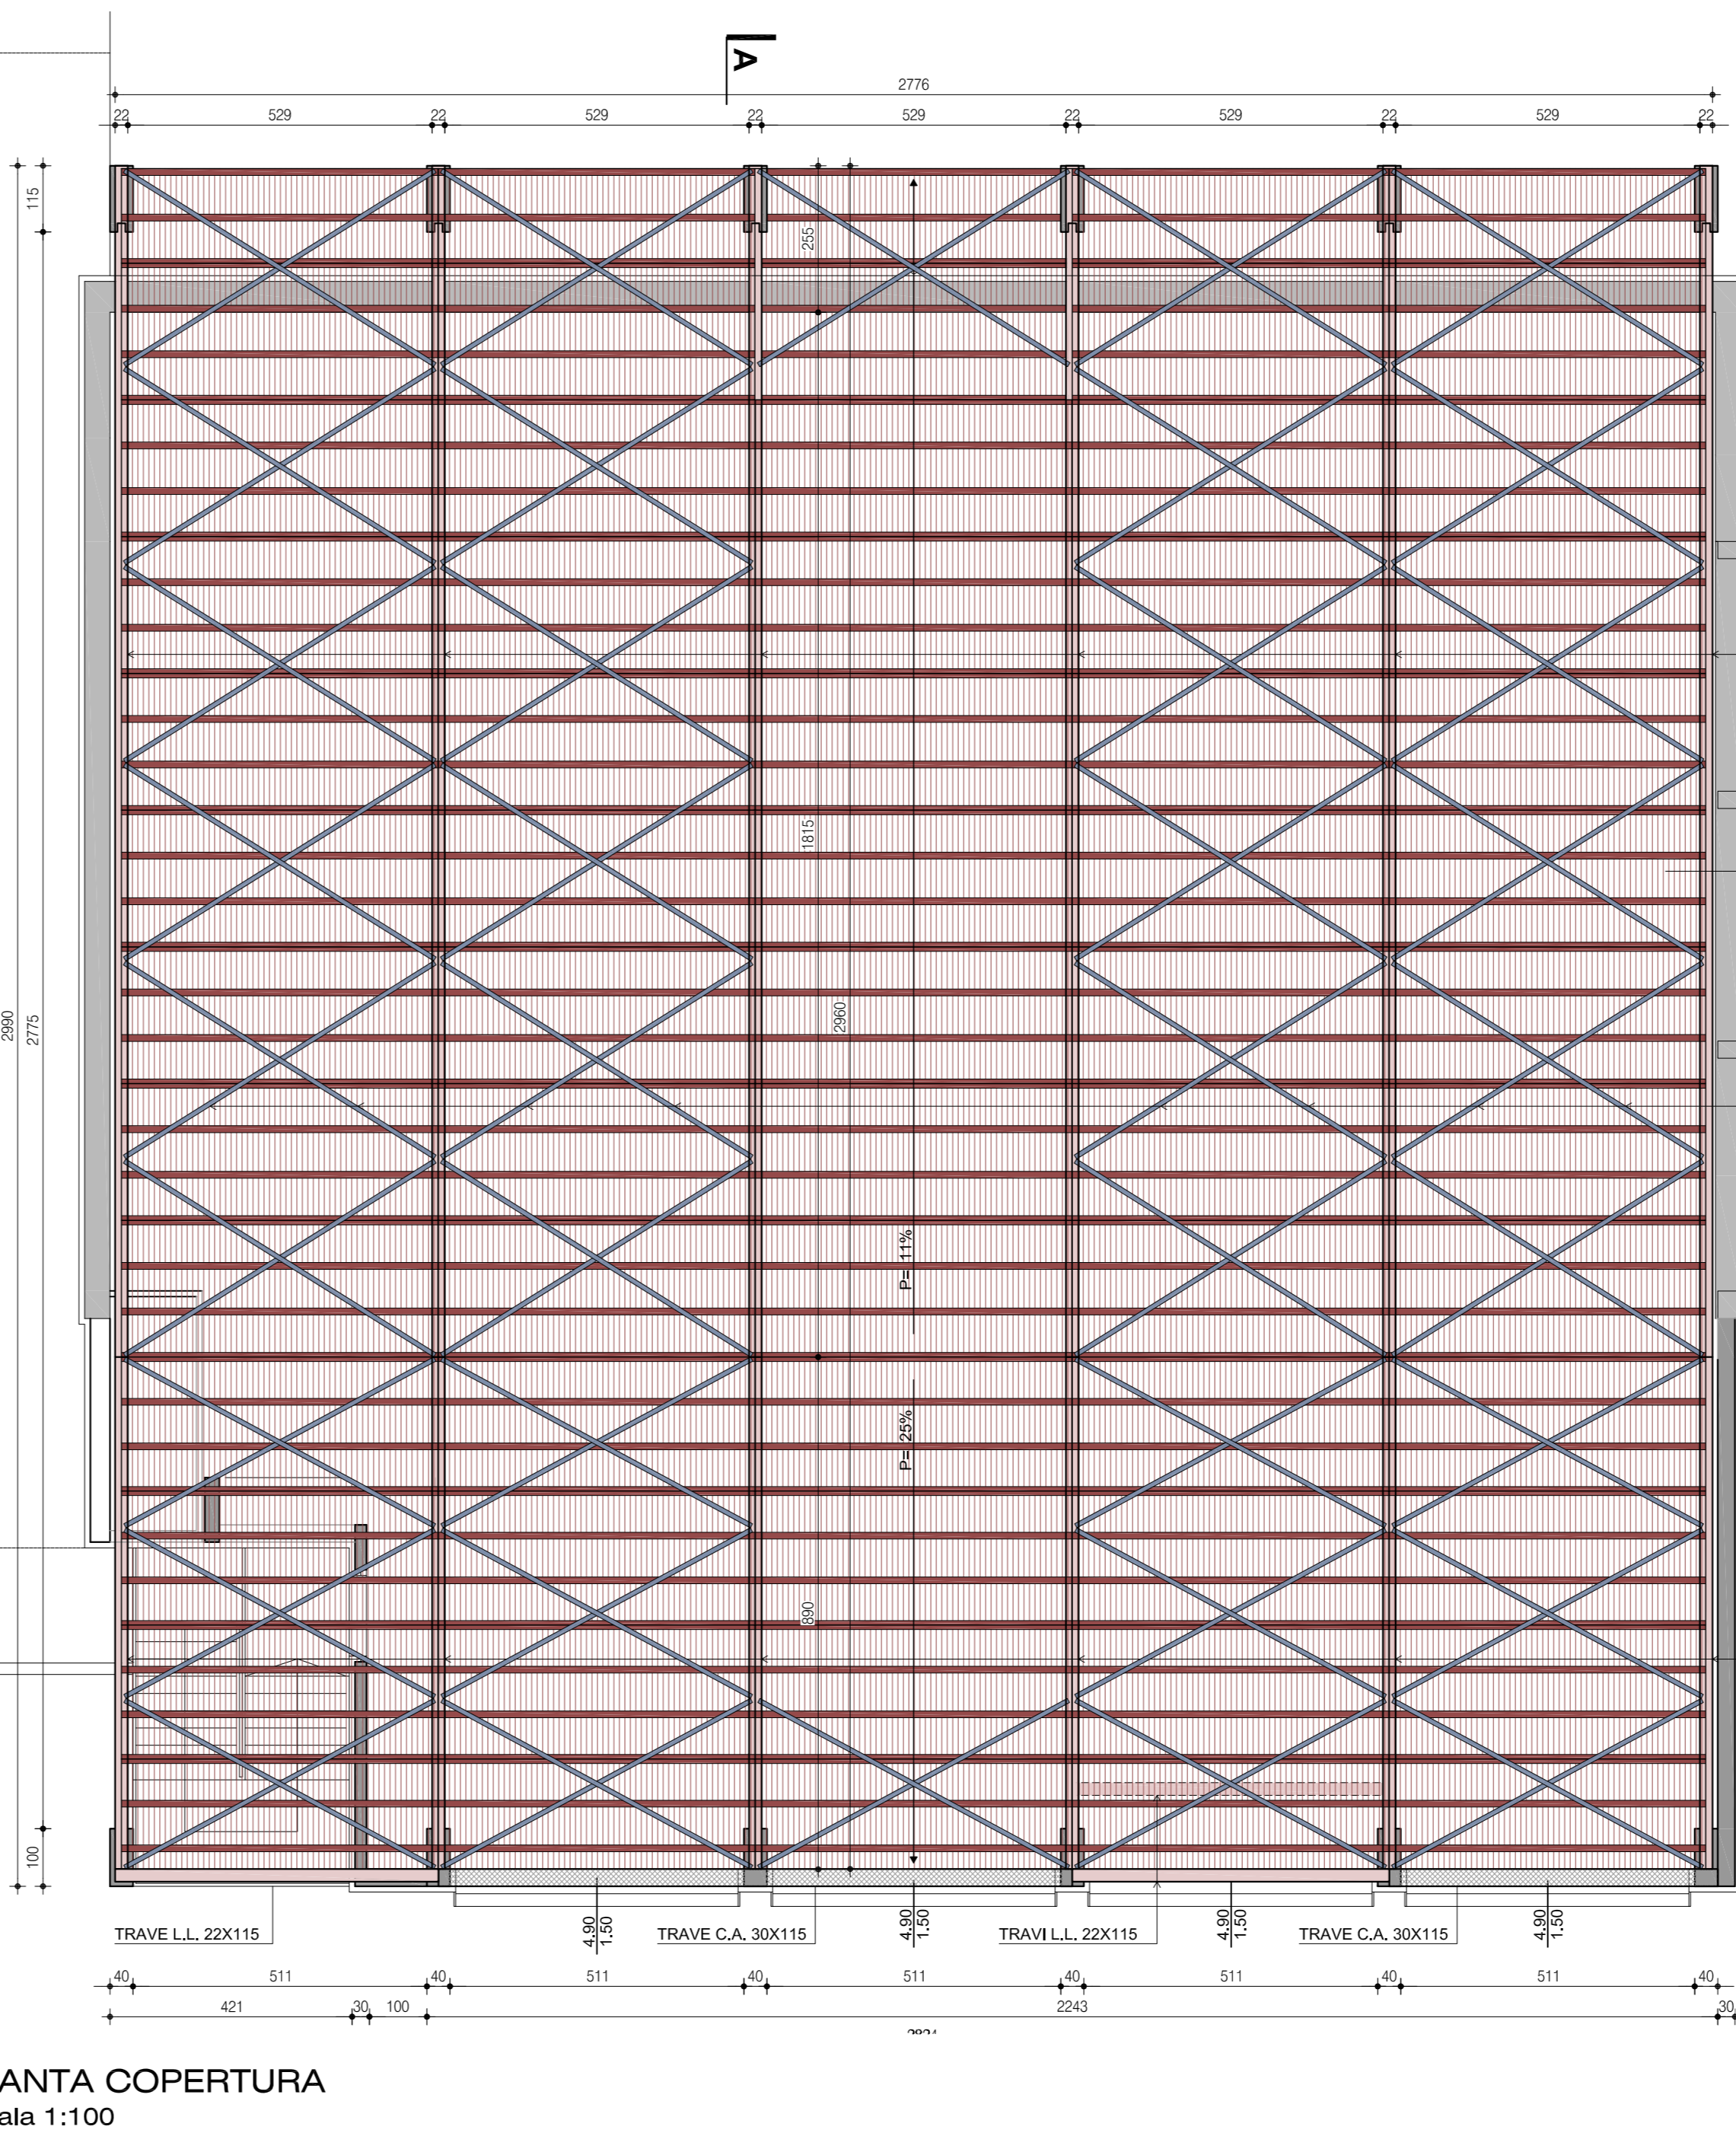 A
2776
22 529 22 529 22 529 22 529 22 529 22
115
255
1815
2990
2775
2960
P= 11%
P= 25%
890
100
TRAVE L.L. 22X115
4.90
1.50
TRAVE C.A. 30X115
4.90
1.50
TRAVI L.L. 22X115
4.90
1.50
TRAVE C.A. 30X115
4.90
1.50
40 511 40 511 40 511 40 511 40 511 40
421 30 100 2243 30
ANTA COPERTURA
ala 1:100